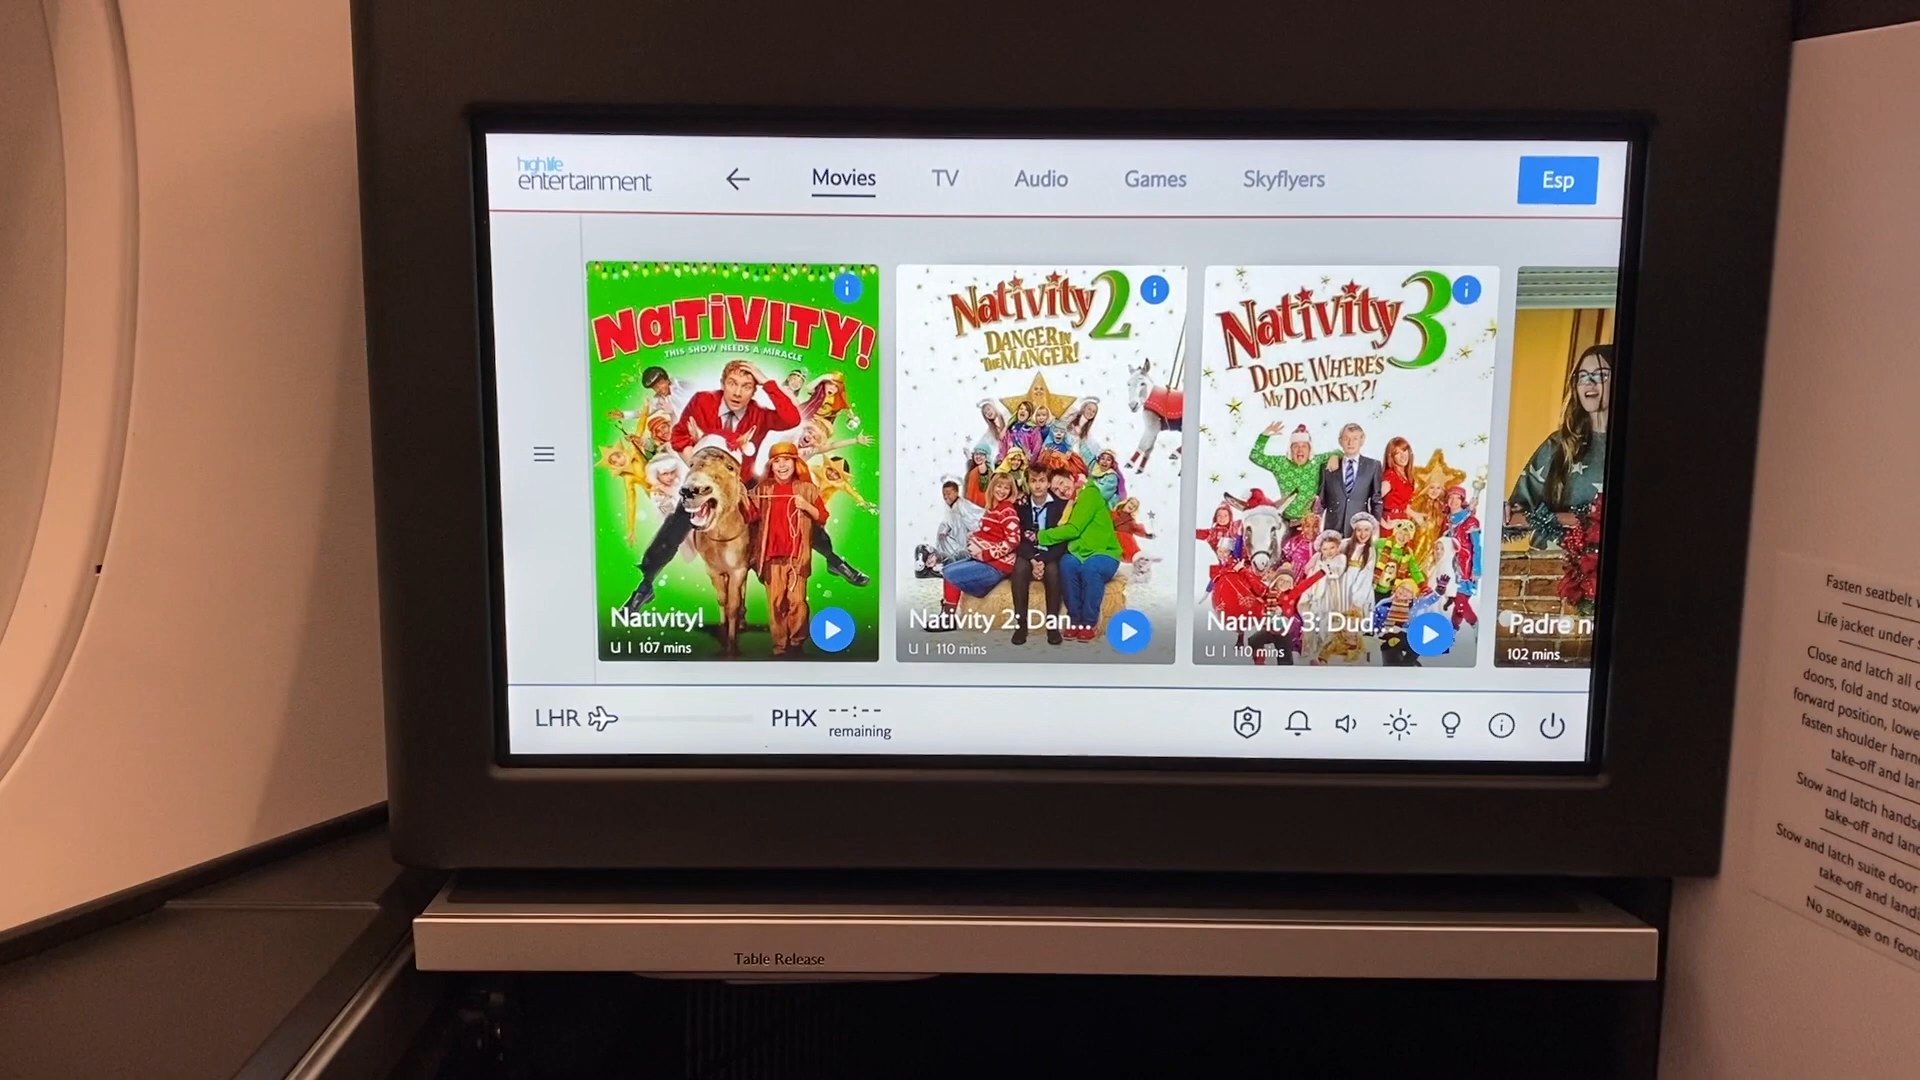 high life
entertainment
Movies
TV
Audio
Games
Skyflyers
Esp
NaTiVITY!
THIS SHOW NEEDS A MIRACLE
Nativity!
U | 107 mins
Nativity 2
DANGER IN
THE MANGER!
Nativity 2: Dan...
U | 110 mins
Nativity 3
DUDE, WHERE'S
MY DONKEY?!
Nativity 3: Dud...
U | 110 mins
Padre n
102 mins
LHR
PHX
--:--
remaining
Table Release
Fasten seatbelt
Life jacket under
Close and latch all
doors, fold and stow
forward position, lowe
fasten shoulder harn
take-off and lan
Stow and latch hands
take-off and land
Stow and latch suite door
take-off and landi
No stowage on foot